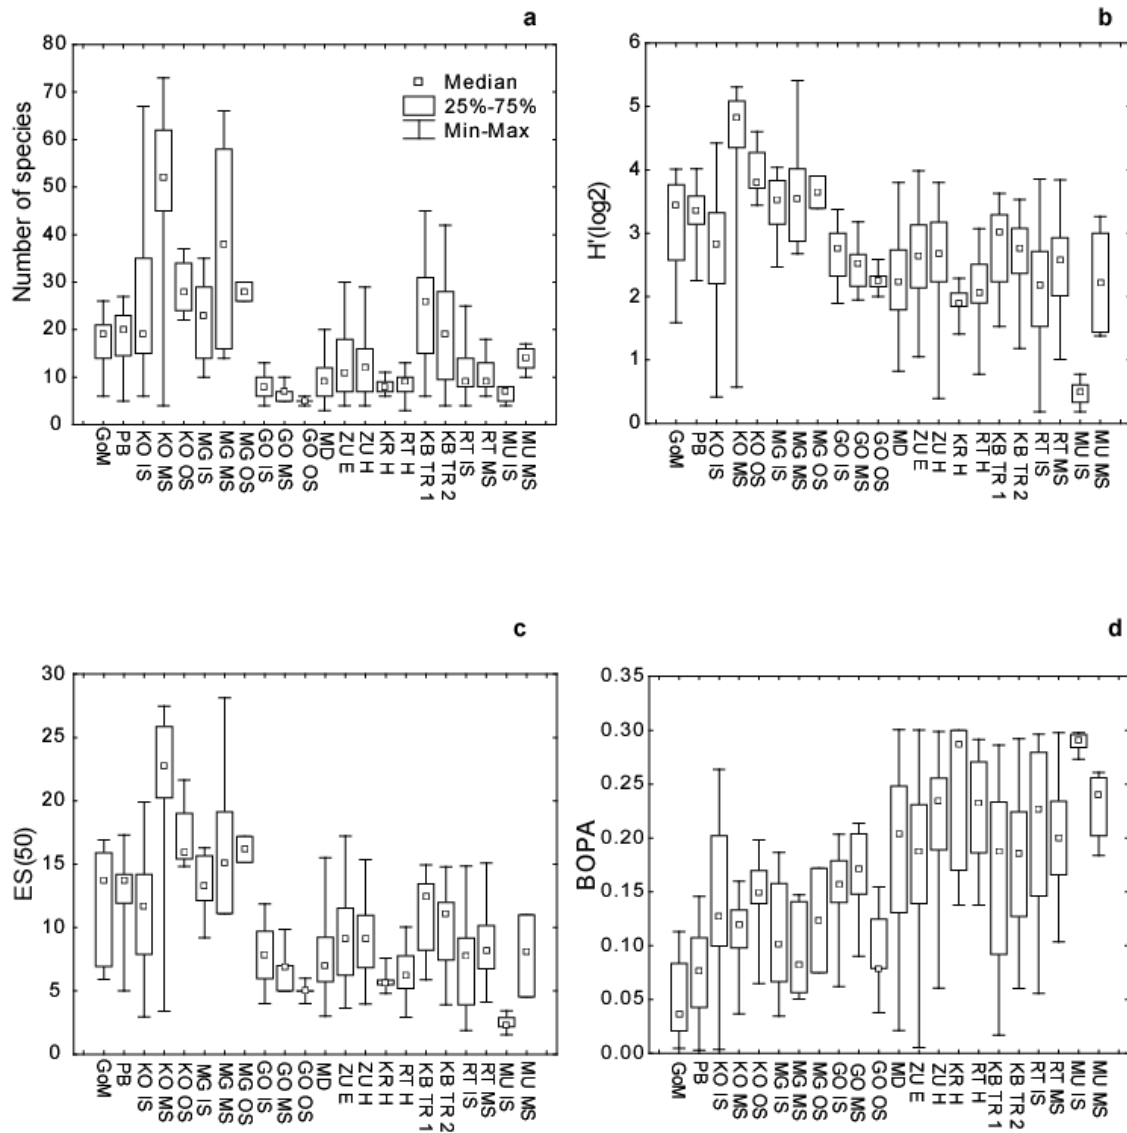 a
80
70
60
50
40
30
20
10
0
Number of species
Median
25%-75%
Min-Max
GoM
PB
KO IS
KO MS
KO OS
MG IS
MG MS
MG OS
GO IS
GO MS
GO OS
MD
ZU E
ZU H
KR H
RT H
KB TR 1
KB TR 2
RT IS
RT MS
MU IS
MU MS
b
6
5
4
3
2
1
0
H'(log2)
GoM
PB
KO IS
KO MS
KO OS
MG IS
MG MS
MG OS
GO IS
GO MS
GO OS
MD
ZU E
ZU H
KR H
RT H
KB TR 1
KB TR 2
RT IS
RT MS
MU IS
MU MS
c
30
25
20
15
10
5
0
ES(50)
GoM
PB
KO IS
KO MS
KO OS
MG IS
MG MS
MG OS
GO IS
GO MS
GO OS
MD
ZU E
ZU H
KR H
RT H
KB TR 1
KB TR 2
RT IS
RT MS
MU IS
MU MS
d
0.35
0.30
0.25
0.20
0.15
0.10
0.05
0.00
BOPA
GoM
PB
KO IS
KO MS
KO OS
MG IS
MG MS
MG OS
GO IS
GO MS
GO OS
MD
ZU E
ZU H
KR H
RT H
KB TR 1
KB TR 2
RT IS
RT MS
MU IS
MU MS